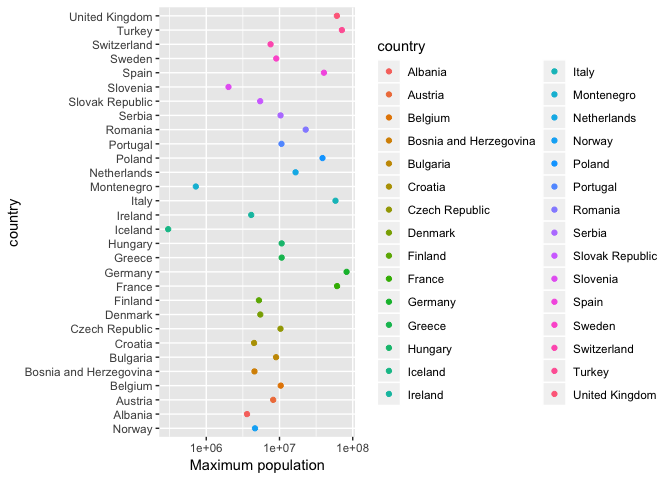 United Kingdom
Turkey
Switzerland
Sweden
Spain
Slovenia
Slovak Republic
Serbia
Romania
Portugal
Poland
Netherlands
Montenegro
Italy
Ireland
Iceland
Hungary
Greece
Germany
France
Finland
Denmark
Czech Republic
Croatia
Bulgaria
Bosnia and Herzegovina
Belgium
Austria
Albania
Norway
country
1e+06 1e+07 1e+08
Maximum population
country
Albania
Austria
Belgium
Bosnia and Herzegovina
Bulgaria
Croatia
Czech Republic
Denmark
Finland
France
Germany
Greece
Hungary
Iceland
Ireland
Italy
Montenegro
Netherlands
Norway
Poland
Portugal
Romania
Serbia
Slovak Republic
Slovenia
Spain
Sweden
Switzerland
Turkey
United Kingdom